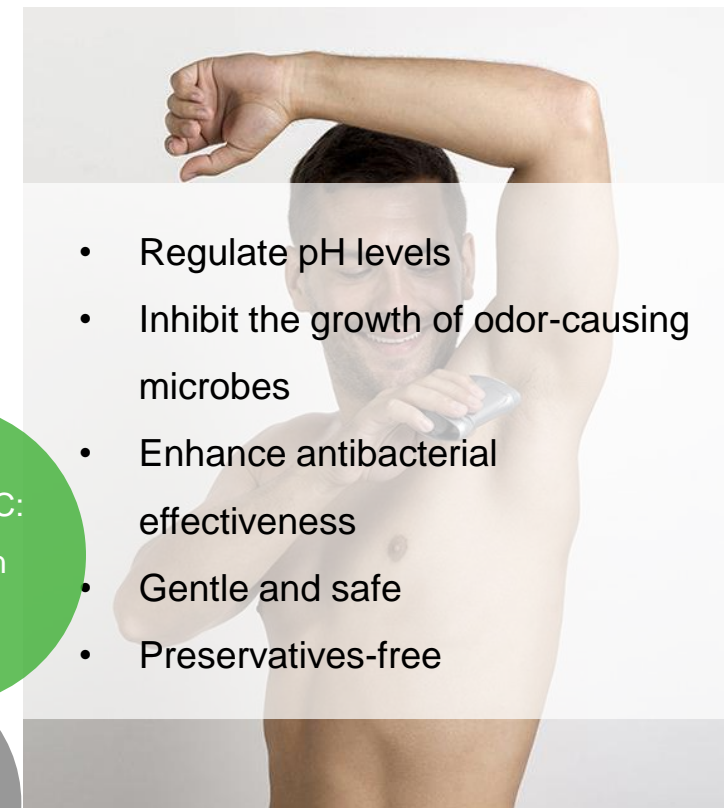 • Regulate pH levels
• Inhibit the growth of odor-causing
microbes
• Enhance antibacterial
effectiveness
• Gentle and safe
• Preservatives-free
C: